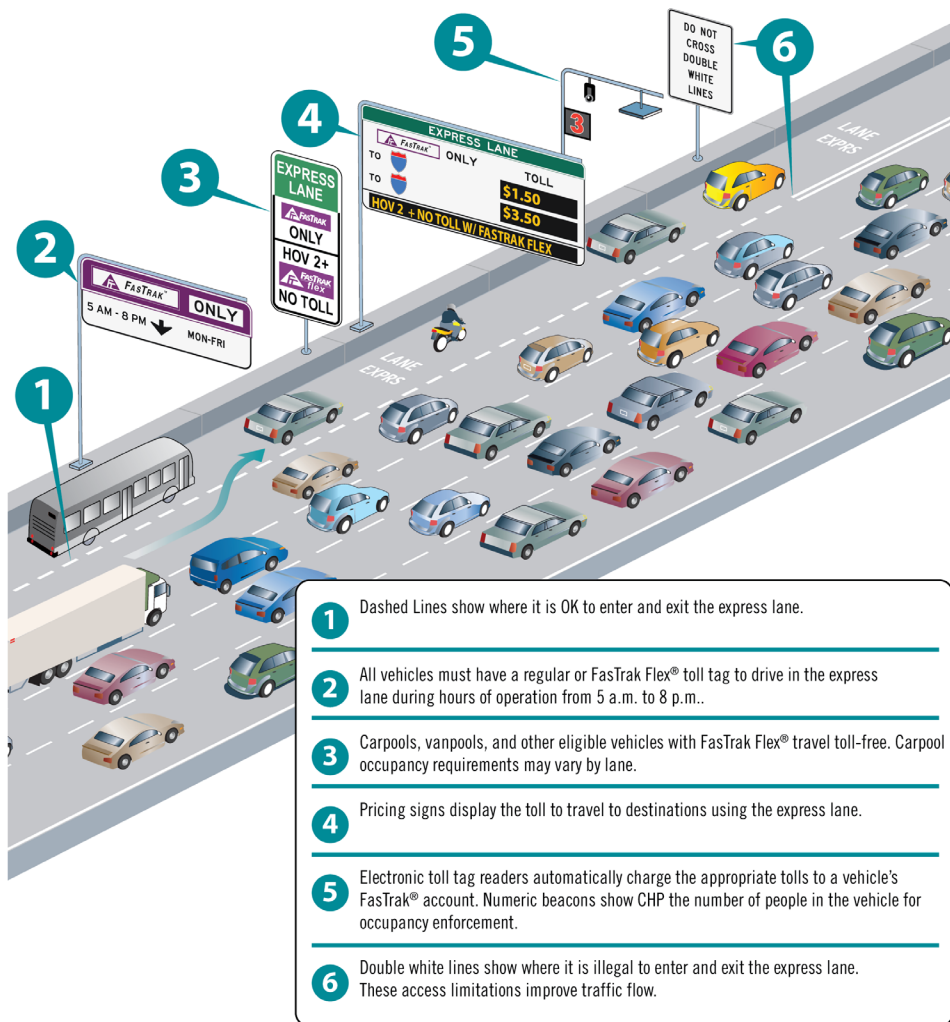 5
6
DO NOT
CROSS
DOUBLE
WHITE
LINES
4
3
LANE
EXPRS
EXPRESS LANE
FASTRAK™ ONLY
TO
TOLL
TO
$1.50
$3.50
HOV 2 + NO TOLL W/ FASTRAK FLEX
3
EXPRESS
LANE
FASTRAK
ONLY
HOV 2+
FASTRAK
flex
NO TOLL
2
FASTRAK™ ONLY
5 AM - 8 PM MON-FRI
LANE
EXPRS
1
1 Dashed Lines show where it is OK to enter and exit the express lane.
2 All vehicles must have a regular or FasTrak Flex® toll tag to drive in the express
lane during hours of operation from 5 a.m. to 8 p.m..
3 Carpools, vanpools, and other eligible vehicles with FasTrak Flex® travel toll-free. Carpool
occupancy requirements may vary by lane.
4 Pricing signs display the toll to travel to destinations using the express lane.
5 Electronic toll tag readers automatically charge the appropriate tolls to a vehicle’s
FasTrak® account. Numeric beacons show CHP the number of people in the vehicle for
occupancy enforcement.
6 Double white lines show where it is illegal to enter and exit the express lane.
These access limitations improve traffic flow.